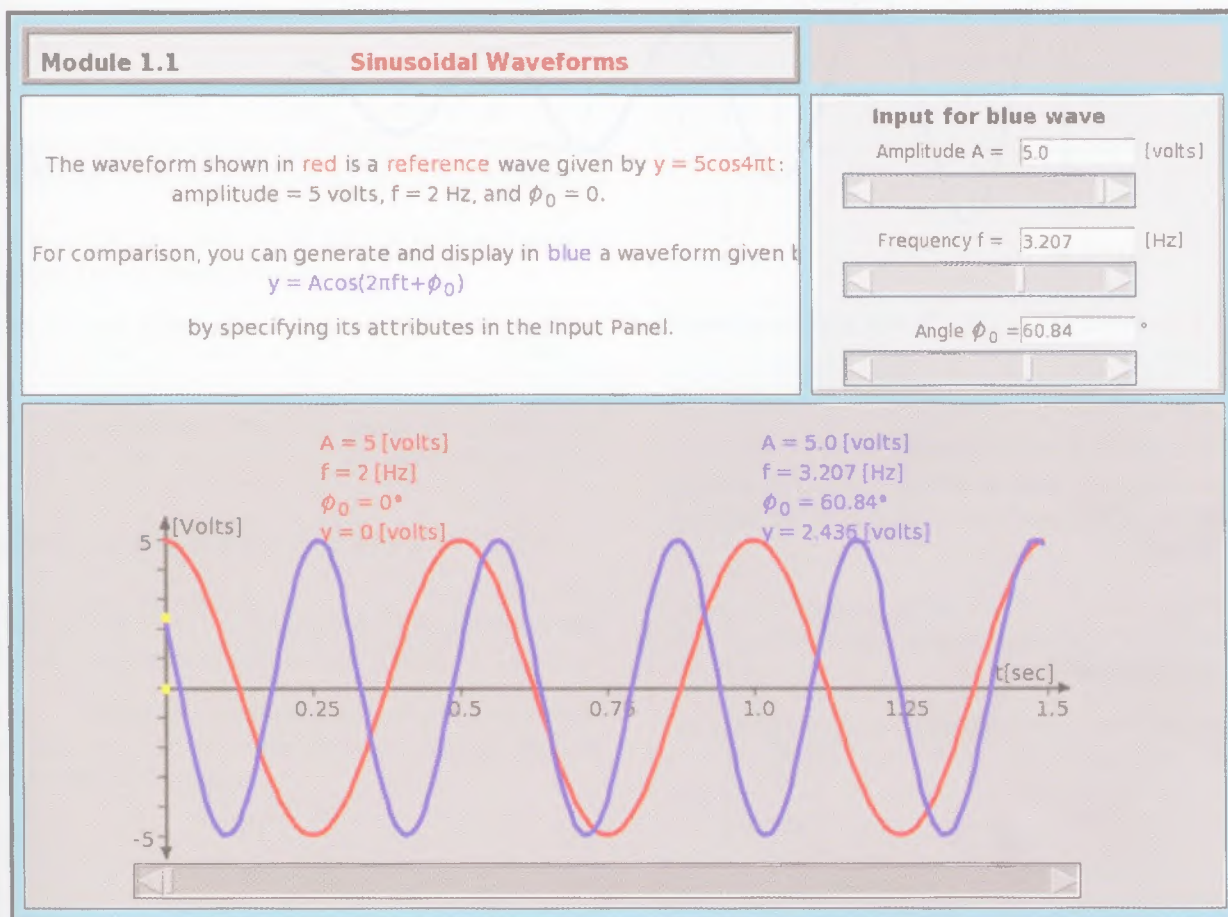 Module 1.1 Sinusoidal Waveforms
The waveform shown in red is a reference wave given by y = 5cos4πt:
amplitude = 5 volts, f = 2 Hz, and ϕ₀ = 0.
For comparison, you can generate and display in blue a waveform given
y = Acos(2πft+ϕ₀)
by specifying its attributes in the Input Panel.
Input for blue wave
Amplitude A = 5.0 [volts]
Frequency f = 3.207 [Hz]
Angle ϕ₀ = 60.84 °
A = 5 [volts]
f = 2 [Hz]
ϕ₀ = 0°
y = 0 [volts]
A = 5.0 [volts]
f = 3.207 [Hz]
ϕ₀ = 60.84°
y = 2.436 [volts]
[Volts]
5
t[sec]
0.25 0.5 0.75 1.0 1.25 1.5
-5